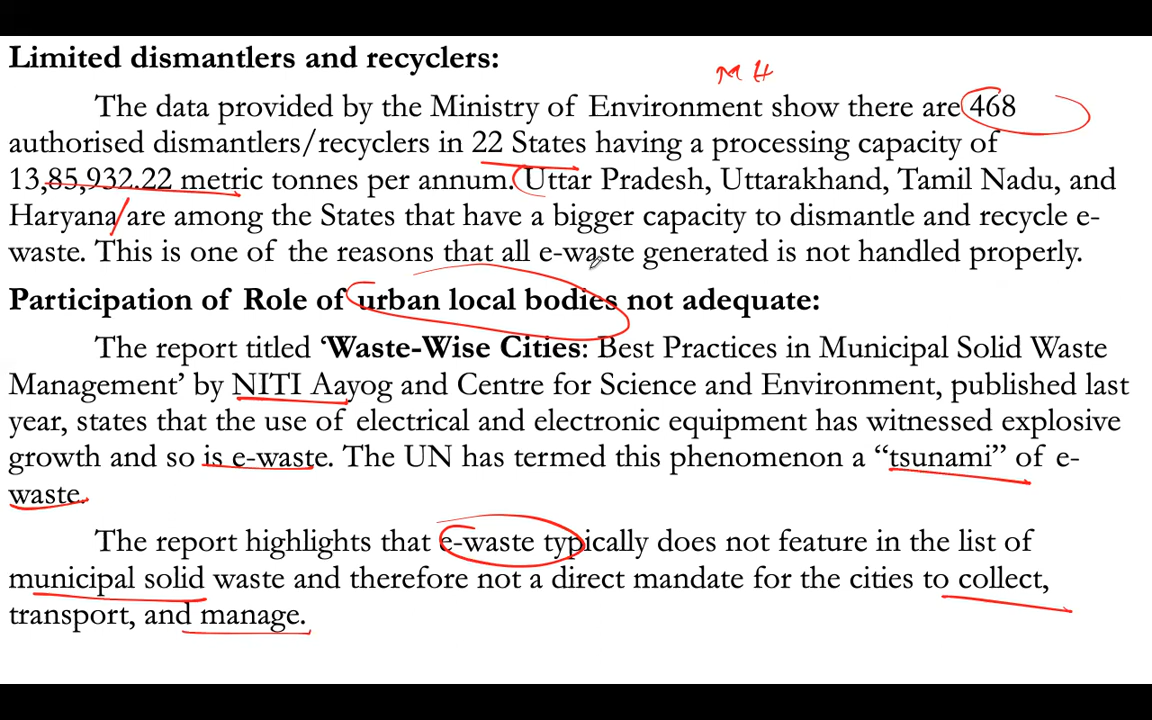 Limited dismantlers and recyclers:
M H
The data provided by the Ministry of Environment show there are 468
authorised dismantlers/recyclers in 22 States having a processing capacity of
13,85,932.22 metric tonnes per annum. Uttar Pradesh, Uttarakhand, Tamil Nadu, and
Haryana are among the States that have a bigger capacity to dismantle and recycle e-
waste. This is one of the reasons that all e-waste generated is not handled properly.
Participation of Role of urban local bodies not adequate:
The report titled ‘Waste-Wise Cities: Best Practices in Municipal Solid Waste
Management’ by NITI Aayog and Centre for Science and Environment, published last
year, states that the use of electrical and electronic equipment has witnessed explosive
growth and so is e-waste. The UN has termed this phenomenon a “tsunami” of e-
waste.
The report highlights that e-waste typically does not feature in the list of
municipal solid waste and therefore not a direct mandate for the cities to collect,
transport, and manage.